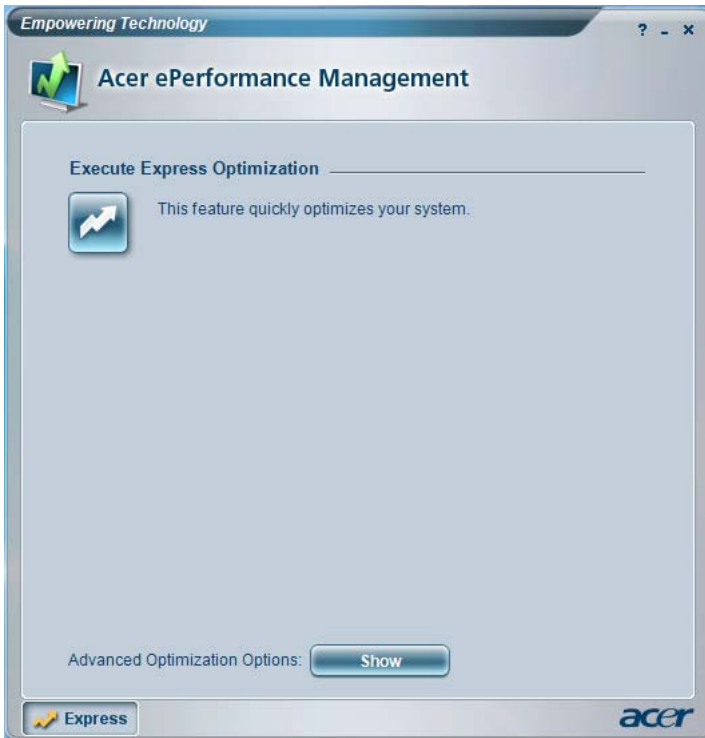 Empowering Technology
? - ×
Acer ePerformance Management
Execute Express Optimization
This feature quickly optimizes your system.
Advanced Optimization Options: Show
Express
acer